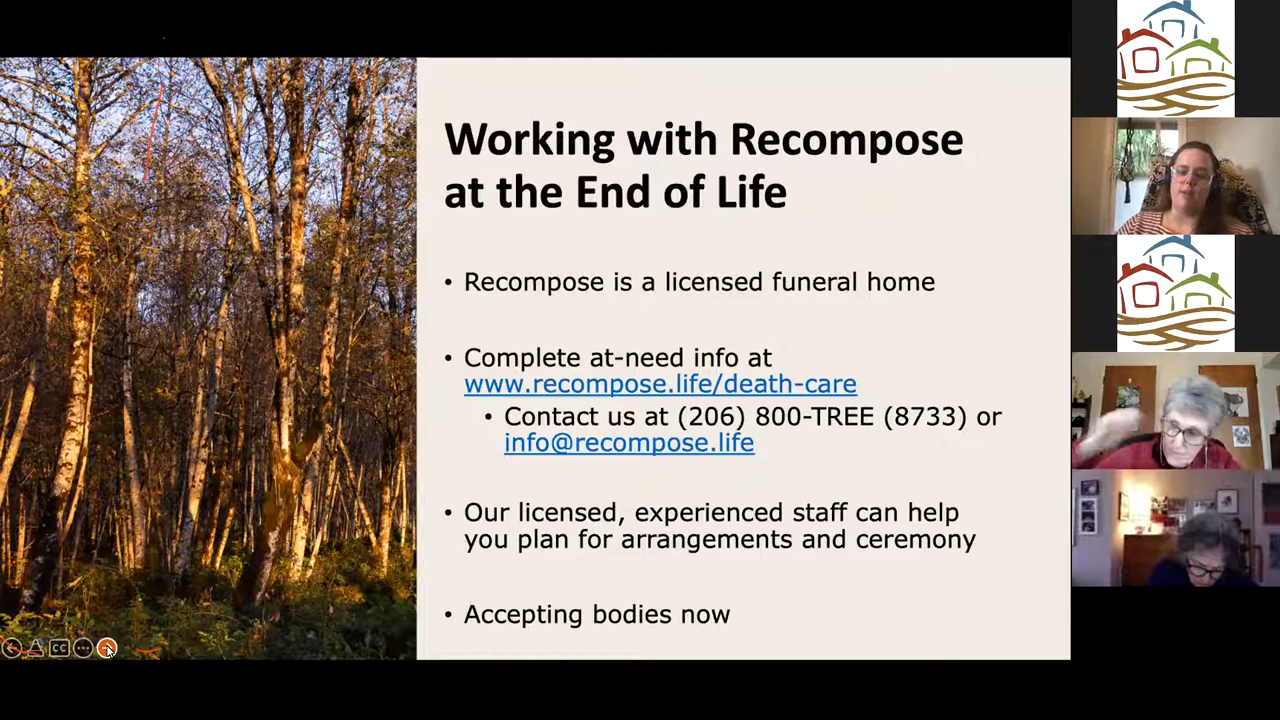 Working with Recompose
at the End of Life
• Recompose is a licensed funeral home
• Complete at-need info at
www.recompose.life/death-care
• Contact us at (206) 800-TREE (8733) or
info@recompose.life
• Our licensed, experienced staff can help
you plan for arrangements and ceremony
• Accepting bodies now
CC